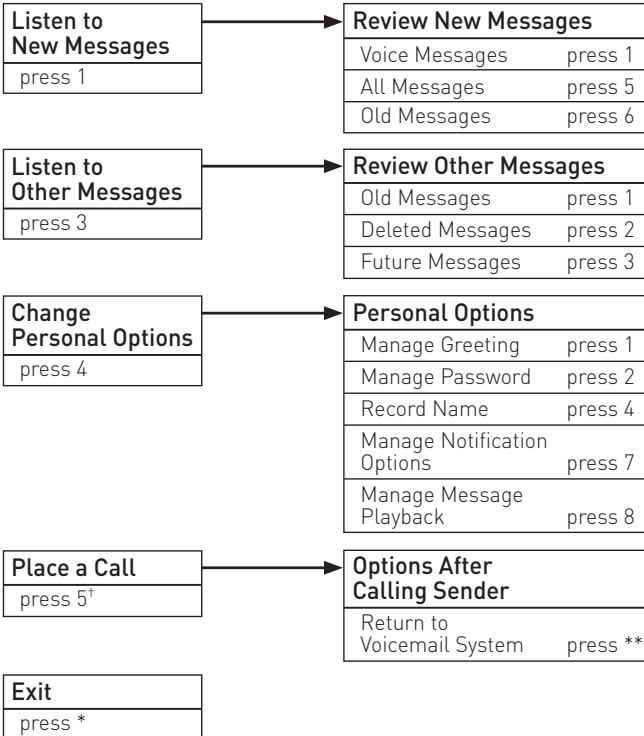 Listen to
New Messages
press 1
Review New Messages
Voice Messages press 1
All Messages press 5
Old Messages press 6
Listen to
Other Messages
press 3
Review Other Messages
Old Messages press 1
Deleted Messages press 2
Future Messages press 3
Change
Personal Options
press 4
Personal Options
Manage Greeting press 1
Manage Password press 2
Record Name press 4
Manage Notification
Options press 7
Manage Message
Playback press 8
Place a Call
press 5†
Options After
Calling Sender
Return to
Voicemail System press **
Exit
press *